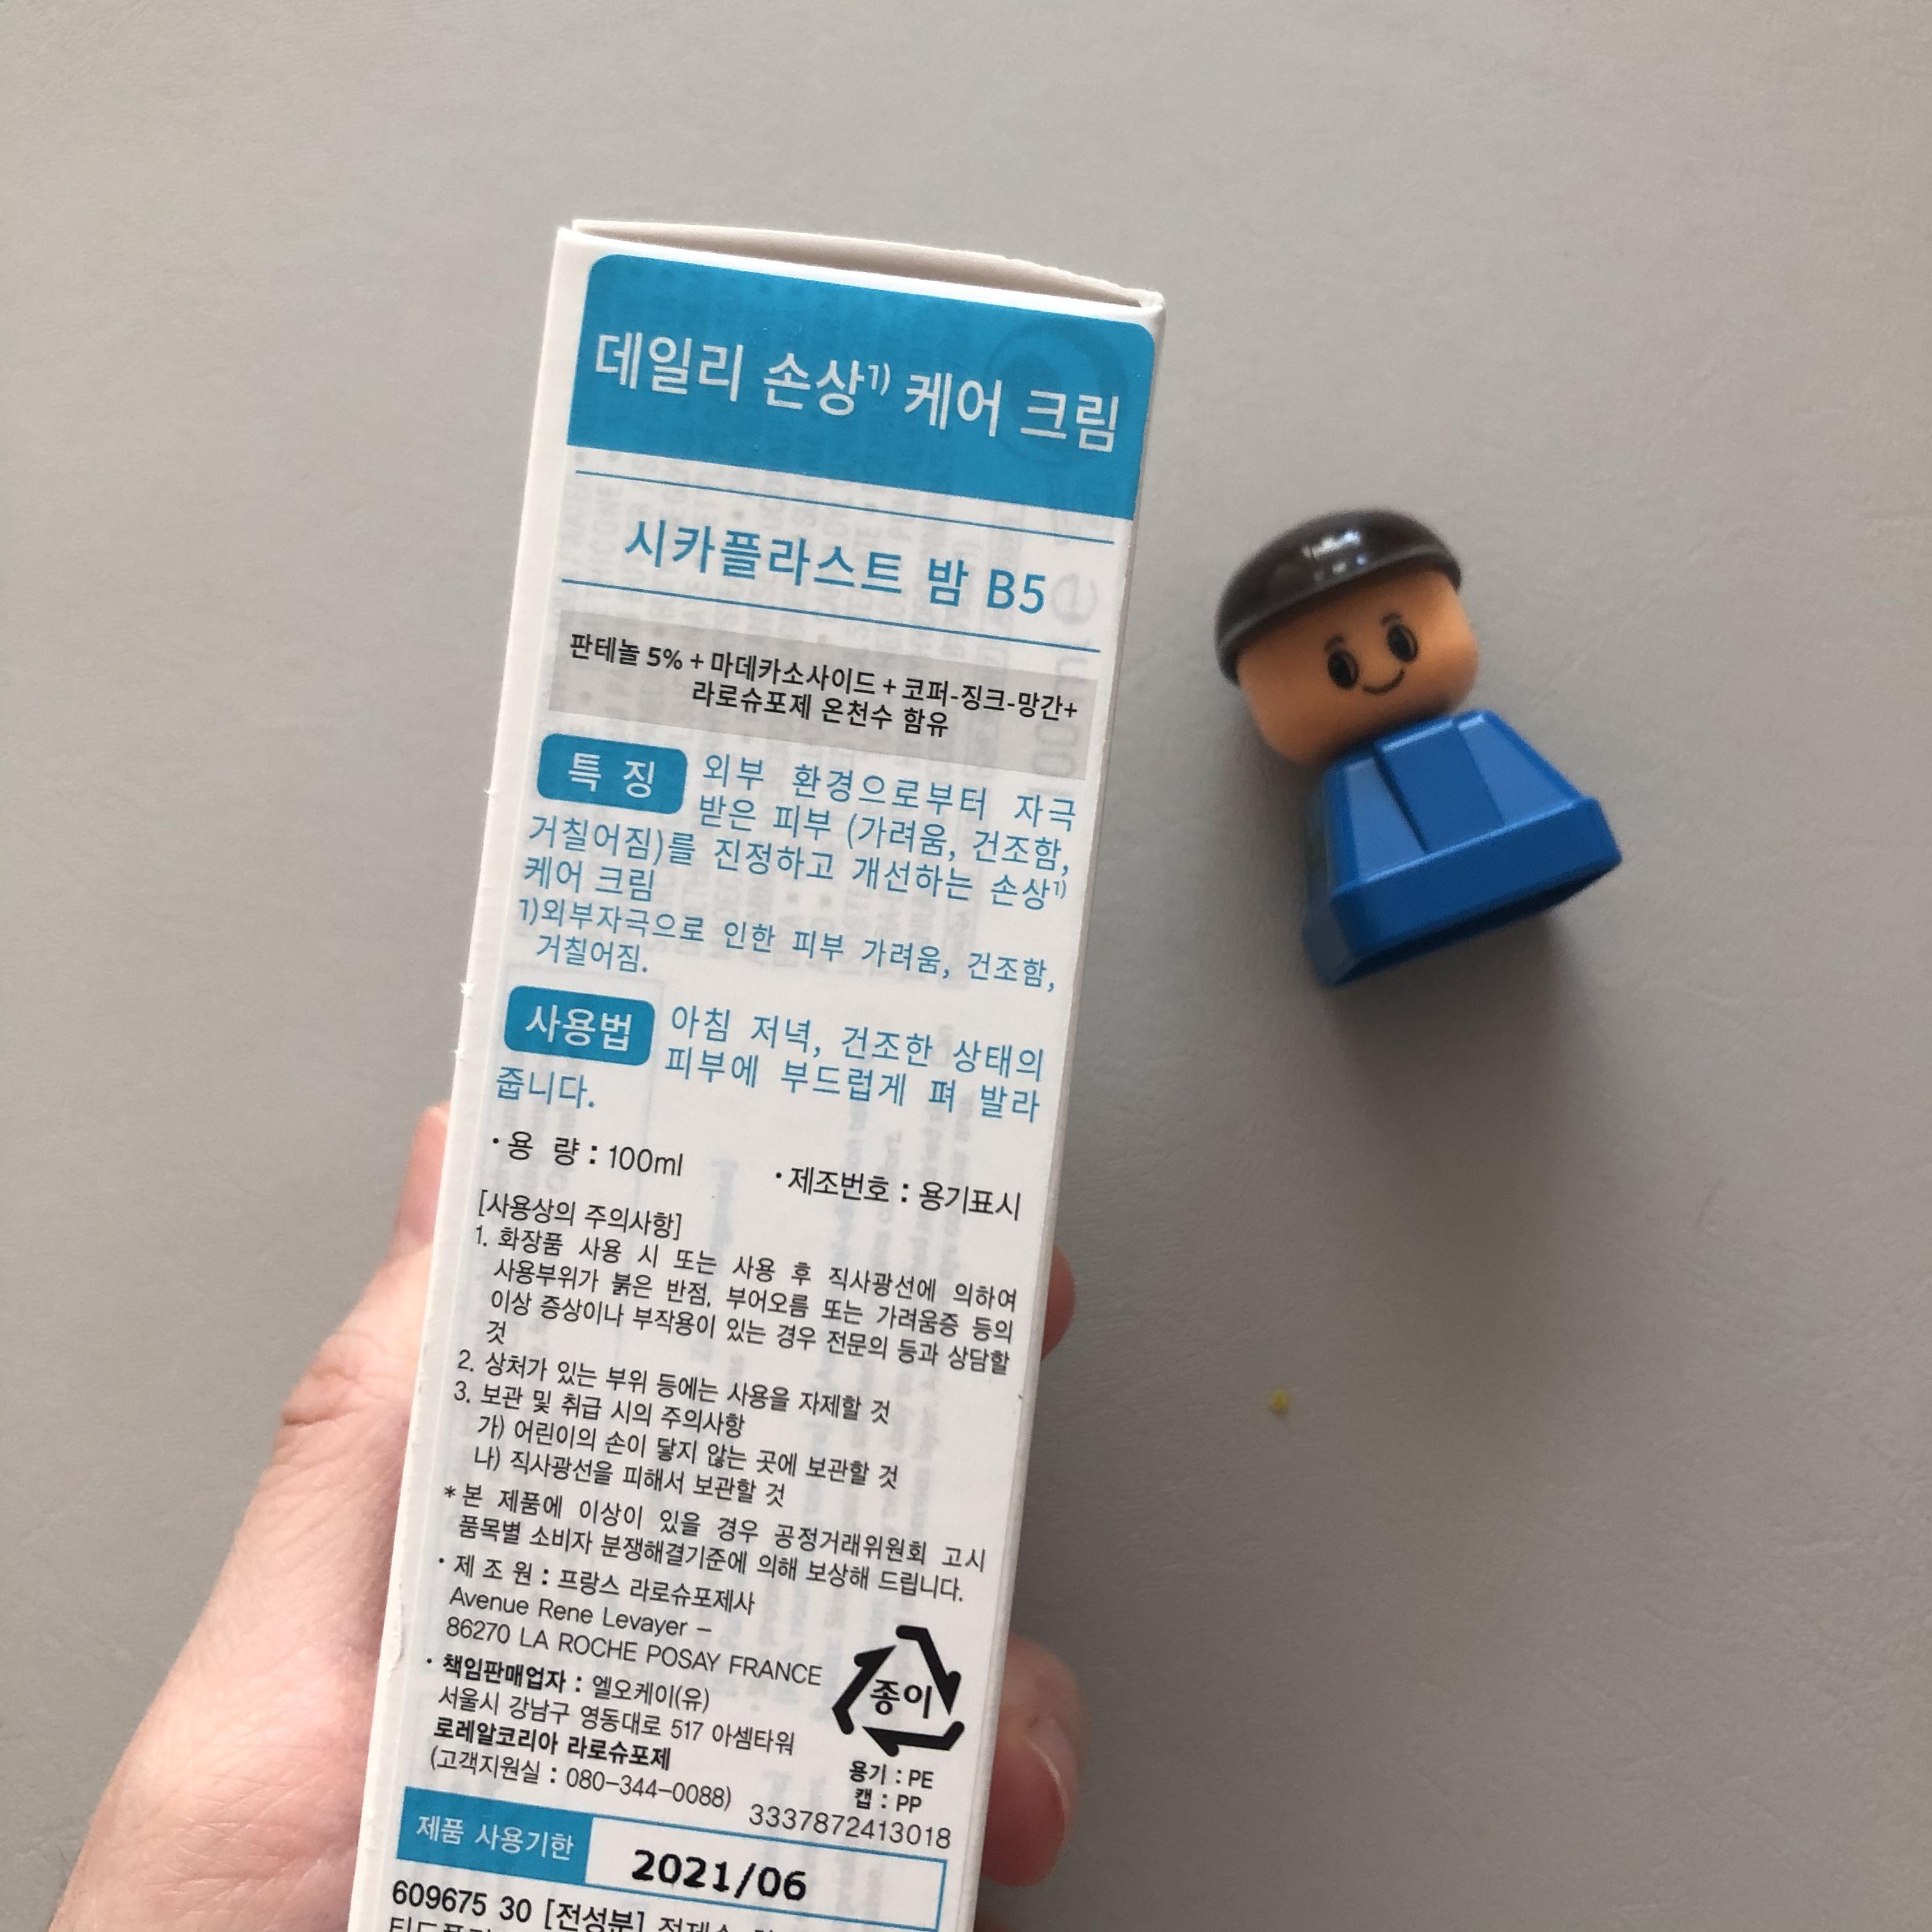 데일리 손상1) 케어 크림
시카플라스트 밤 B5
판테놀 5% + 마데카소사이드 + 코퍼-징크-망간+
라로슈포제 온천수 함유
특 징 외부 환경으로부터 자극
받은 피부 (가려움, 건조함,
거칠어짐)를 진정하고 개선하는 손상1)
케어 크림
1)외부자극으로 인한 피부 가려움, 건조함,
거칠어짐.
사용법 아침 저녁, 건조한 상태의
피부에 부드럽게 펴 발라
줍니다.
· 용 량 : 100ml · 제조번호 : 용기표시
[사용상의 주의사항]
1. 화장품 사용 시 또는 사용 후 직사광선에 의하여
사용부위가 붉은 반점, 부어오름 또는 가려움증 등의
이상 증상이나 부작용이 있는 경우 전문의 등과 상담할
것
2. 상처가 있는 부위 등에는 사용을 자제할 것
3. 보관 및 취급 시의 주의사항
가) 어린이의 손이 닿지 않는 곳에 보관할 것
나) 직사광선을 피해서 보관할 것
* 본 제품에 이상이 있을 경우 공정거래위원회 고시
품목별 소비자 분쟁해결기준에 의해 보상해 드립니다.
· 제 조 원 : 프랑스 라로슈포제사
Avenue Rene Levayer –
86270 LA ROCHE POSAY FRANCE
· 책임판매업자 : 엘오케이(유)
서울시 강남구 영동대로 517 아셈타워
로레알코리아 라로슈포제
(고객지원실 : 080-344-0088)
종이
용기 : PE
캡 : PP
3337872413018
제품 사용기한 2021/06
609675 30 [전성분] 정제수